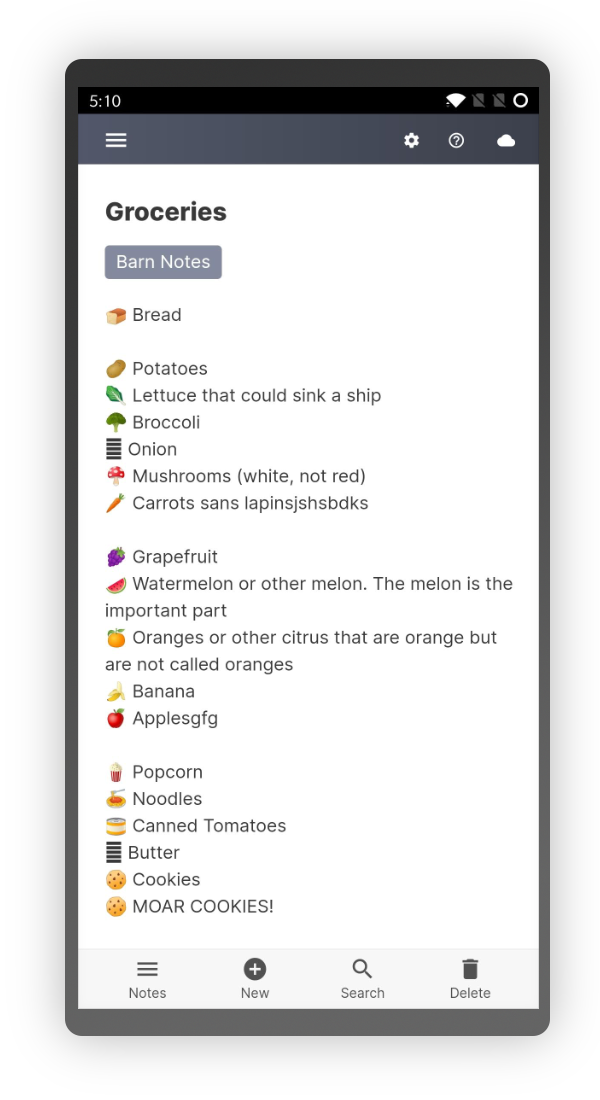 5:10
Groceries
Barn Notes
🍞 Bread
🥔 Potatoes
🥬 Lettuce that could sink a ship
🥦 Broccoli
Onion
🍄 Mushrooms (white, not red)
🥕 Carrots sans lapinsjshsbdks
🍇 Grapefruit
🍉 Watermelon or other melon. The melon is the
important part
🍊 Oranges or other citrus that are orange but
are not called oranges
🍌 Banana
🍎 Applesgfg
🍿 Popcorn
🍝 Noodles
🥫 Canned Tomatoes
Butter
🍪 Cookies
🍪 MOAR COOKIES!
Notes New Search Delete